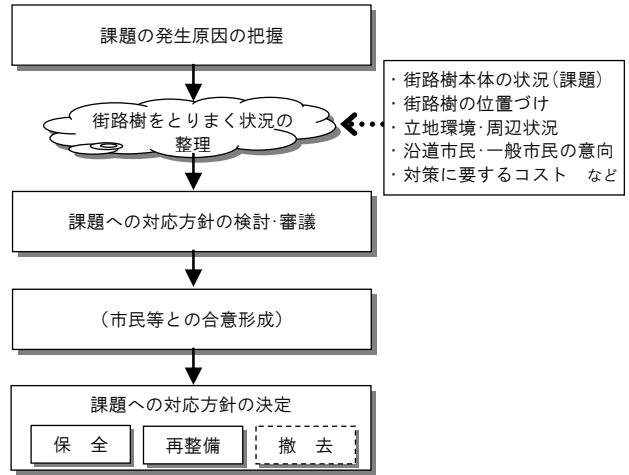 課題の発生原因の把握
街路樹をとりまく状況の
整理
・街路樹本体の状況(課題)
・街路樹の位置づけ
・立地環境・周辺状況
・沿道市民・一般市民の意向
・対策に要するコスト など
課題への対応方針の検討・審議
(市民等との合意形成)
課題への対応方針の決定
保 全
再整備
撤 去